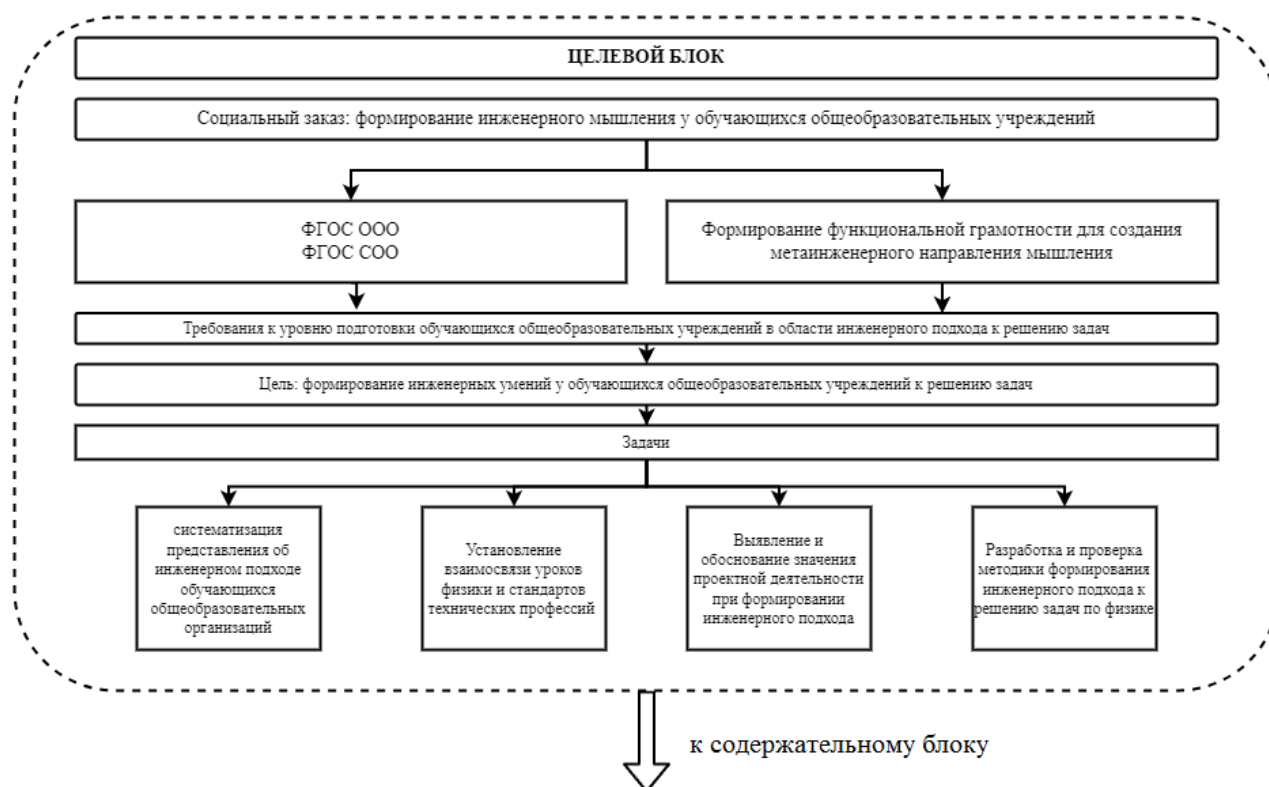 ЦЕЛЕВОЙ БЛОК
Социальный заказ: формирование инженерного мышления у обучающихся общеобразовательных учреждений
ФГОС ООО
ФГОС СОО
Формирование функциональной грамотности для создания
метаинженерного направления мышления
Требования к уровню подготовки обучающихся общеобразовательных учреждений в области инженерного подхода к решению задач
Цель: формирование инженерных умений у обучающихся общеобразовательных учреждений к решению задач
Задачи
систематизация
представления об
инженерном подходе
обучающихся
общеобразовательных
организаций
Установление
взаимосвязи уроков
физики и стандартов
технических профессий
Выявление и
обоснование значения
проектной деятельности
при формировании
инженерного подхода
Разработка и проверка
методики формирования
инженерного подхода к
решению задач по физике
к содержательному блоку